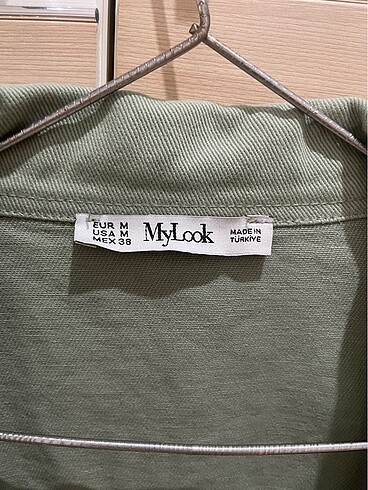 EUR M
USA M
MEX 38
MyLook
MADE IN
TÜRKİYE